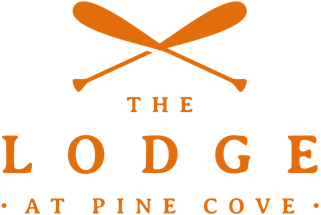 THE
LODGE
· AT PINE COVE ·